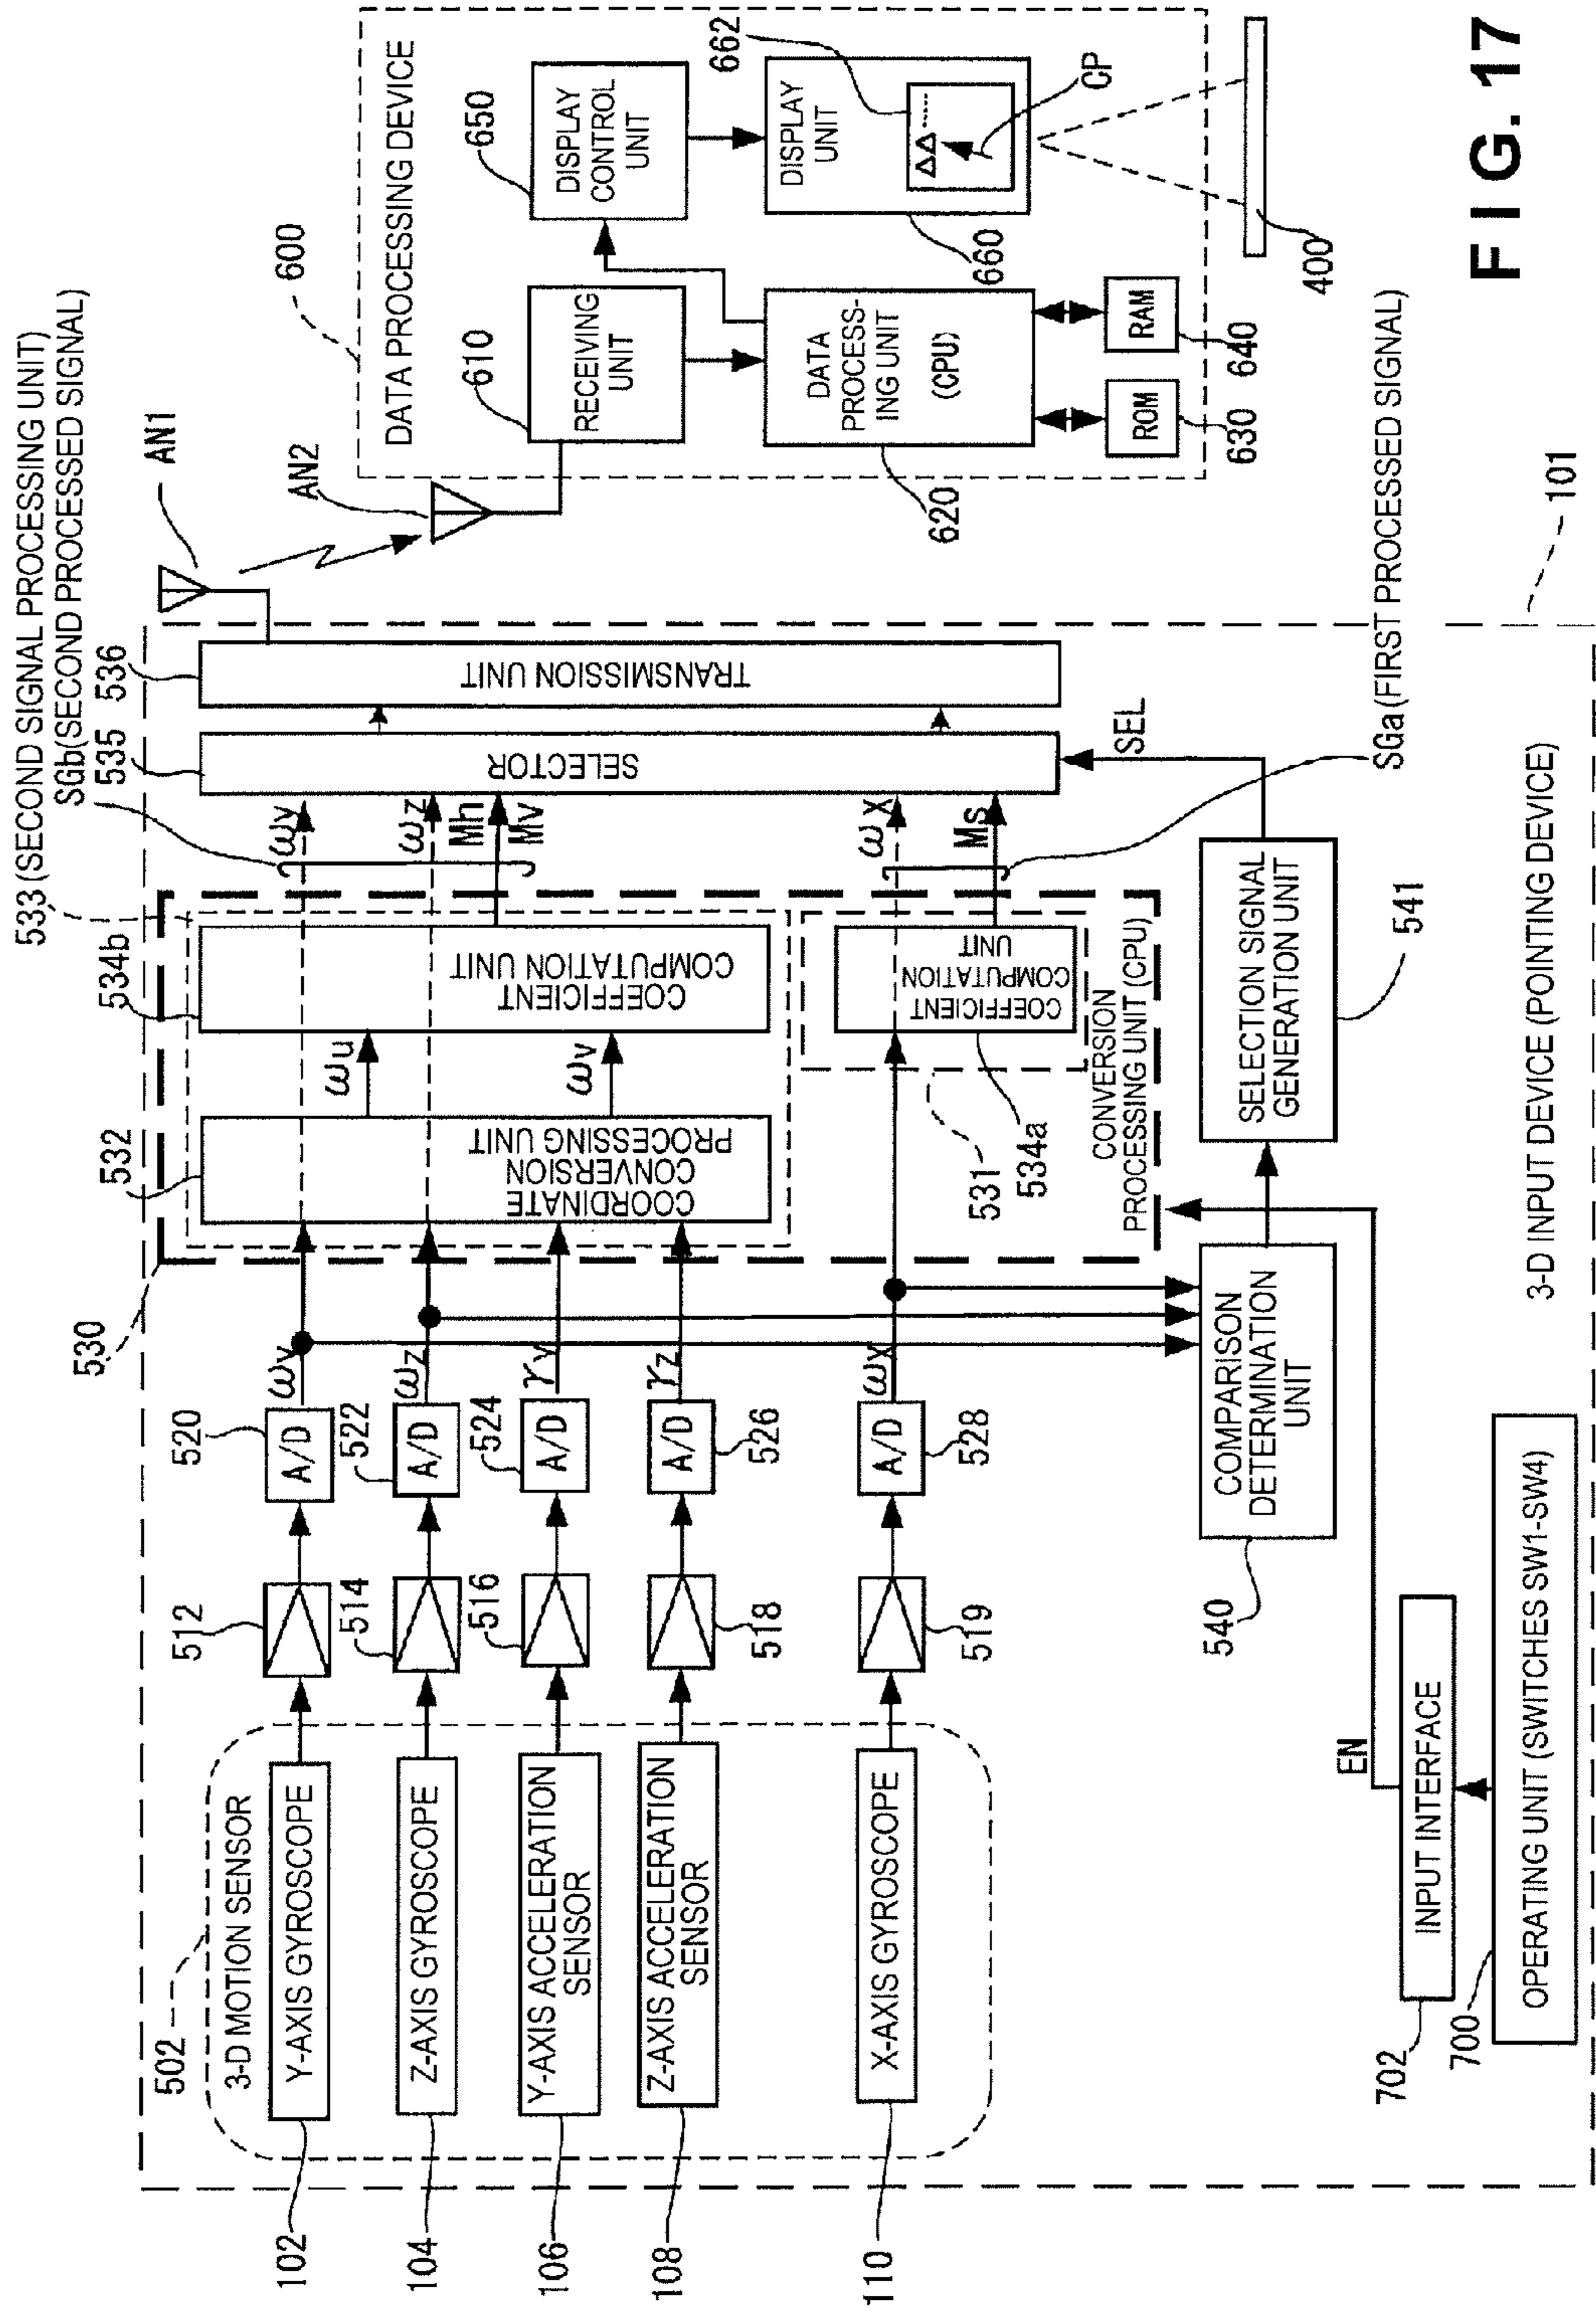 533 (SECOND SIGNAL PROCESSING UNIT)
SGb(SECOND PROCESSED SIGNAL)
502
3-D MOTION SENSOR
102
Y-AXIS GYROSCOPE
512
520
A/D
ωy
104
Z-AXIS GYROSCOPE
514
522
A/D
ωz
106
Y-AXIS ACCELERATION
SENSOR
516
524
A/D
γy
108
Z-AXIS ACCELERATION
SENSOR
518
526
A/D
γz
110
X-AXIS GYROSCOPE
519
528
A/D
ωx
530
532
COORDINATE
CONVERSION
PROCESSING UNIT
ωu
ωv
534b
COEFFICIENT
COMPUTATION UNIT
531
534a
COEFFICIENT
COMPUTATION
UNIT
CONVERSION
PROCESSING UNIT (CPU)
ωy
ωz
Mh
Mv
ωx
Ms
535
SELECTOR
536
TRANSMISSION UNIT
SEL
SGa (FIRST PROCESSED SIGNAL)
540
COMPARISON
DETERMINATION
UNIT
SELECTION SIGNAL
GENERATION UNIT
541
EN
702
INPUT INTERFACE
700
OPERATING UNIT (SWITCHES SW1-SW4)
3-D INPUT DEVICE (POINTING DEVICE)
101
AN1
AN2
600
DATA PROCESSING DEVICE
610
RECEIVING
UNIT
650
DISPLAY
CONTROL
UNIT
620
DATA
PROCESS-
ING UNIT
(CPU)
DISPLAY
UNIT
662
ΔΔ ......
CP
660
ROM
630
RAM
640
400
FIG. 17